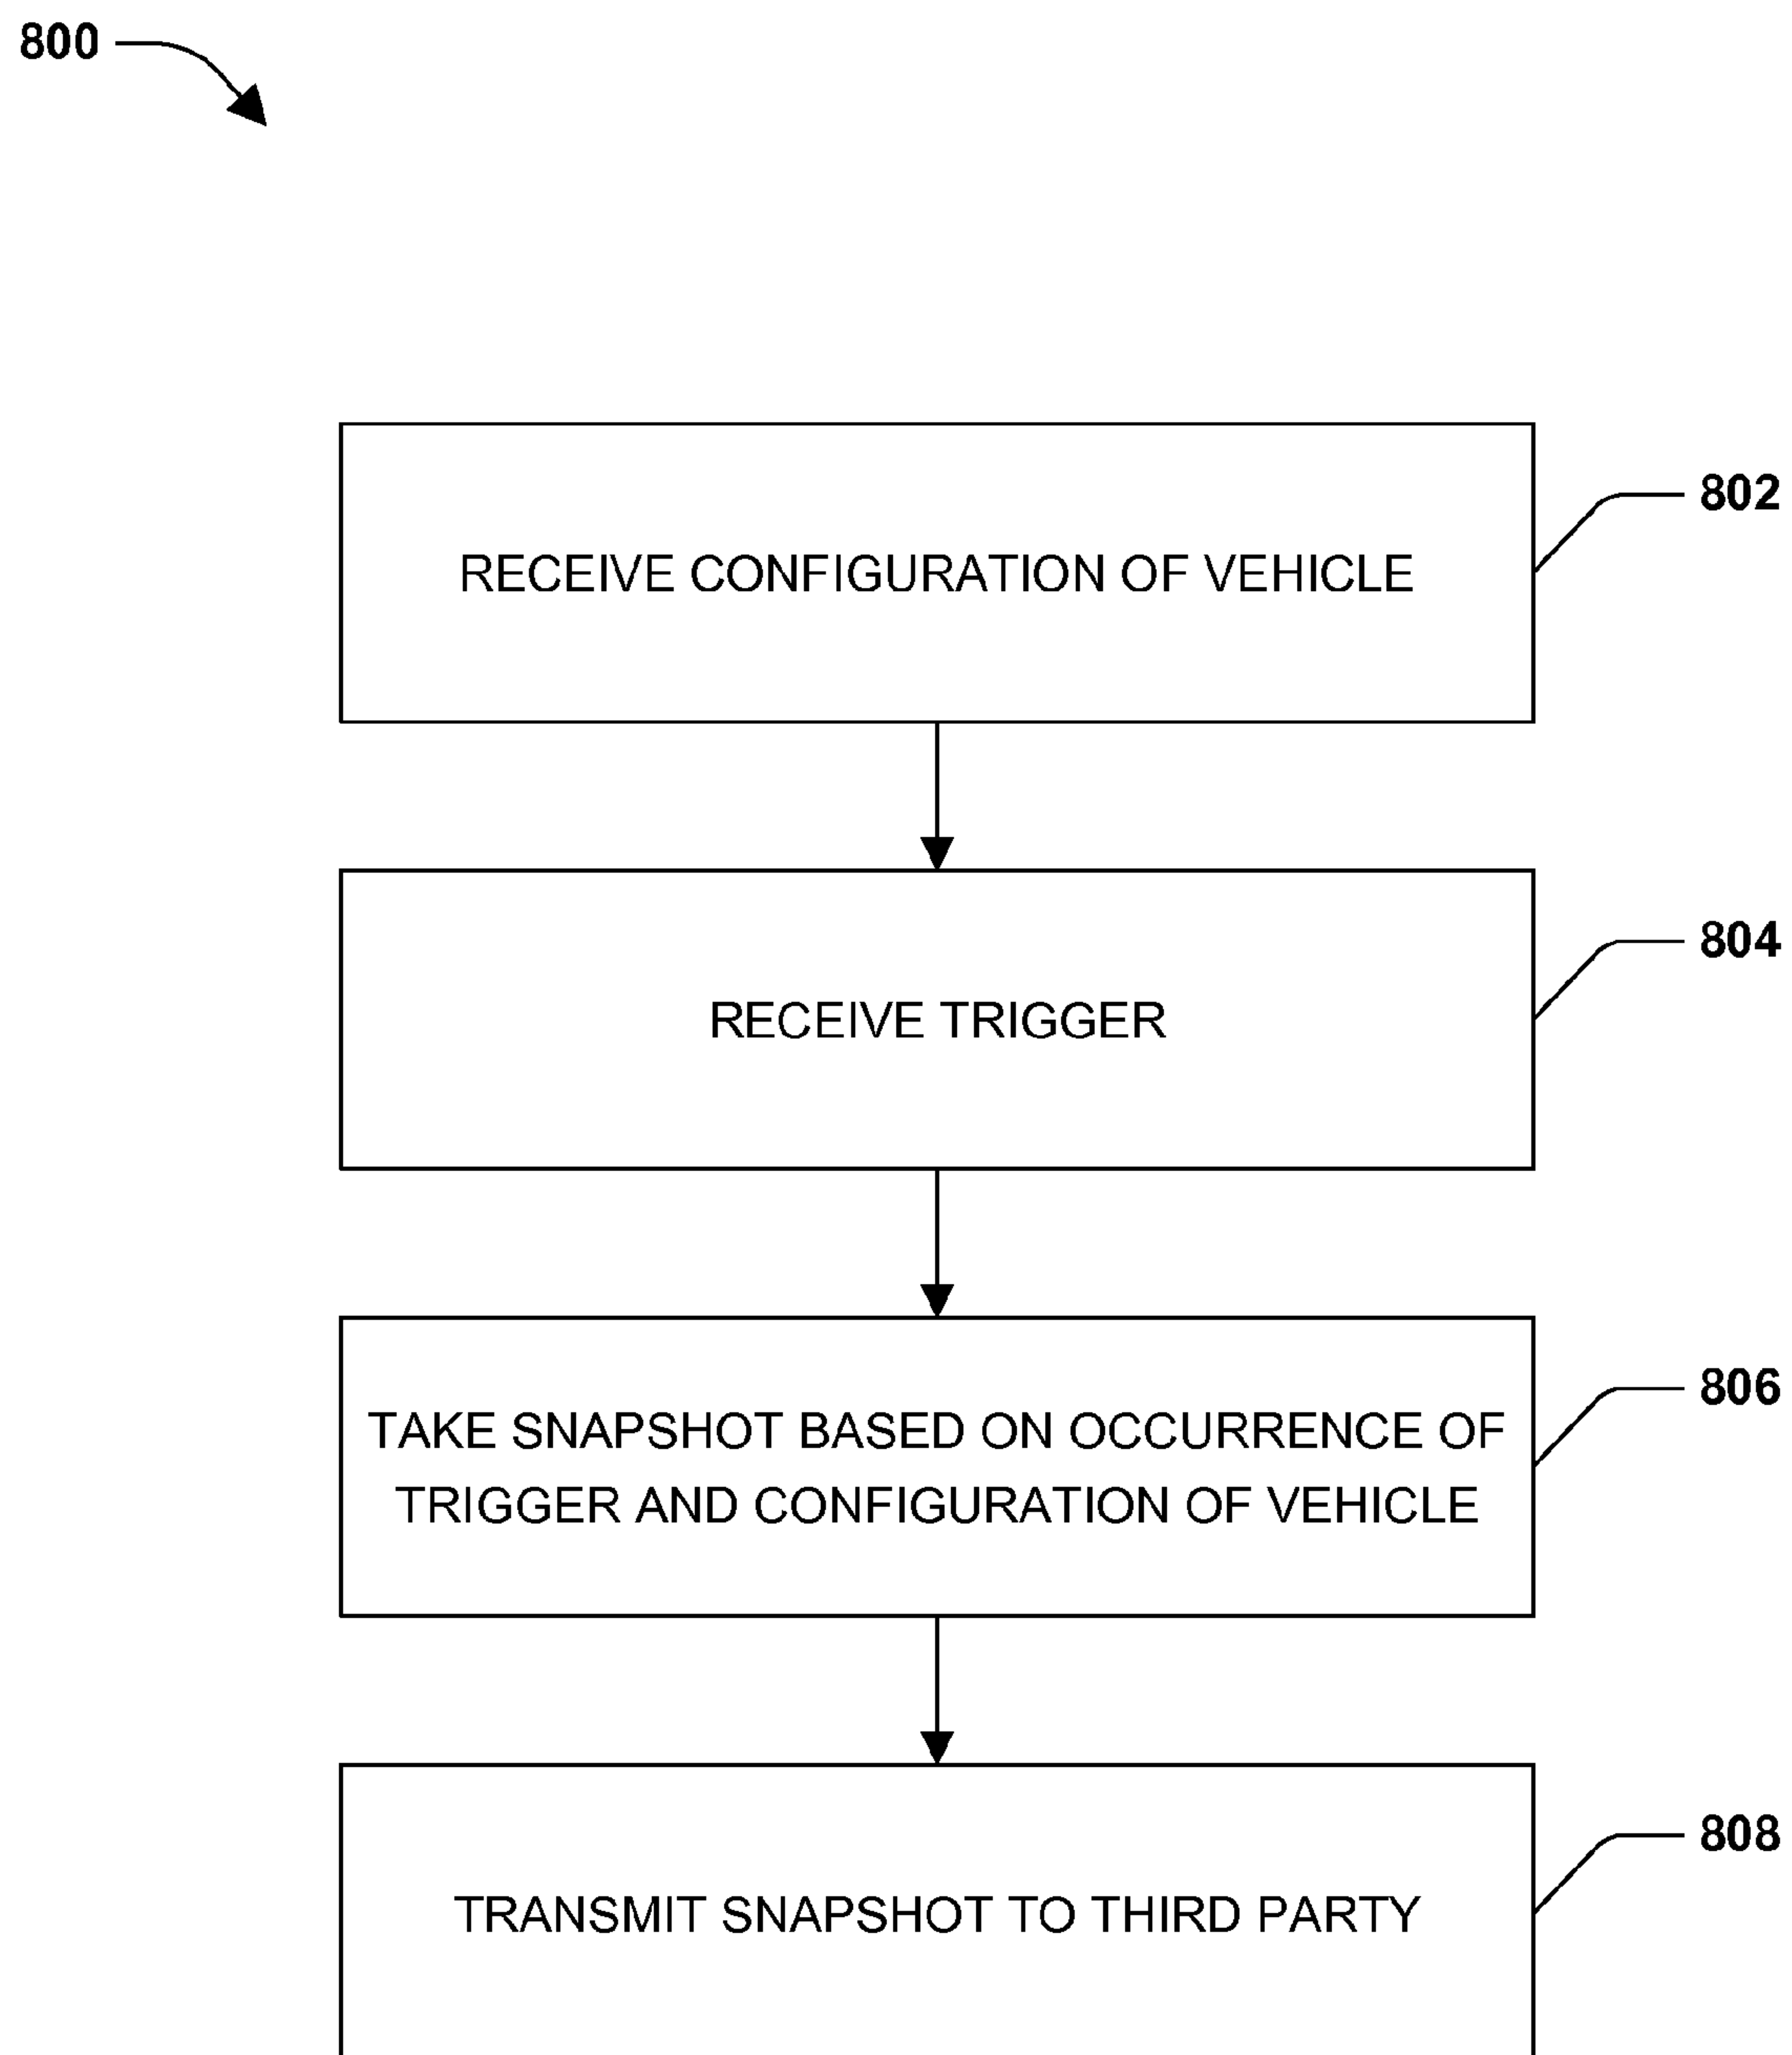 800
RECEIVE CONFIGURATION OF VEHICLE
802
RECEIVE TRIGGER
804
TAKE SNAPSHOT BASED ON OCCURRENCE OF
TRIGGER AND CONFIGURATION OF VEHICLE
806
TRANSMIT SNAPSHOT TO THIRD PARTY
808